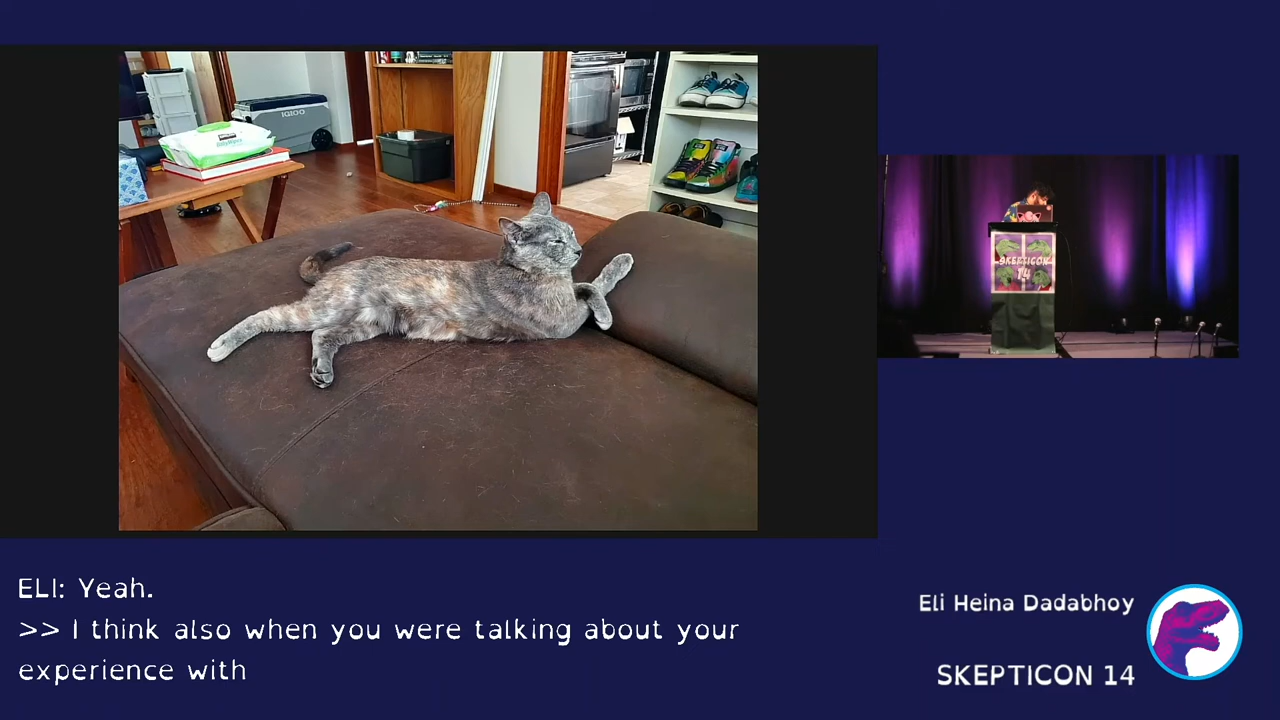 IGLOO
SKEPTICON
14
ELI: Yeah.
>> I think also when you were talking about your
experience with
Eli Heina Dadabhoy
SKEPTICON 14